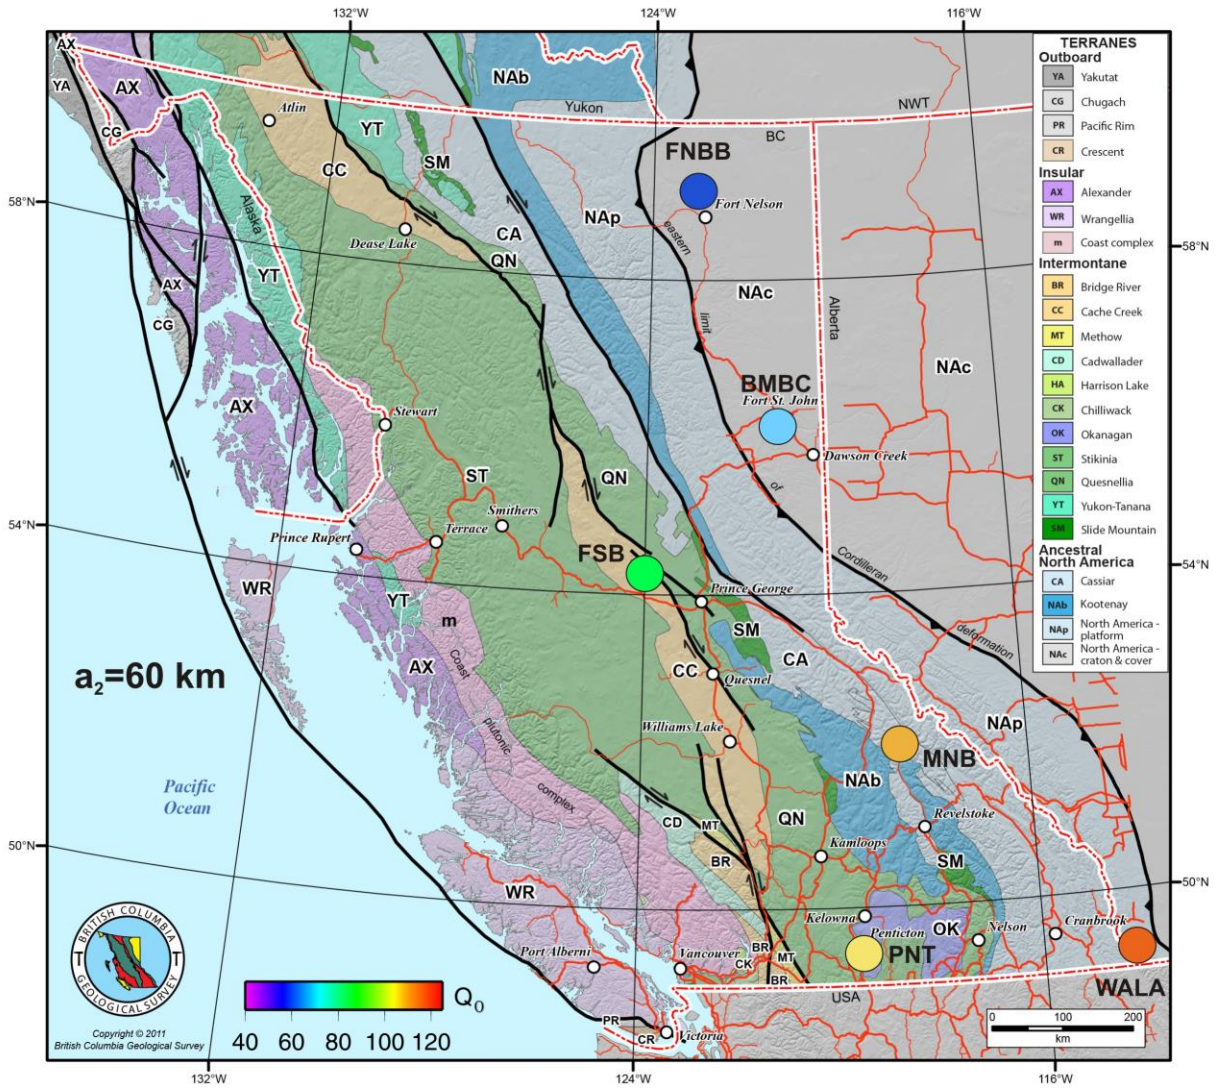 132°W
124°W
116°W
AX
YA
AX
CG
Atlin
YT
CC
SM
NAb
Yukon
NWT
BC
FNBB
Fort Nelson
58°N
Alaska
Dease Lake
CA
QN
NAp
eastern
58°N
YT
AX
CG
NAc
limit
Alberta
NAc
BMBC
Fort St. John
AX
Stewart
Dawson Creek
ST
QN
of
54°N
Smithers
Terrace
Prince Rupert
FSB
Cordilleran
54°N
WR
YT
m
Prince George
SM
deformation
AX
Coast
CA
a2=60 km
CC
Quesnel
plutonic
Williams Lake
NAp
MNB
Pacific
Ocean
complex
NAb
Revelstoke
CD
MT
QN
50°N
BR
Kamloops
SM
50°N
WR
Kelowna
OK
Nelson
Cranbrook
Port Alberni
Vancouver
CK
BR
MT
BR
Penticton
PNT
WALA
USA
PR
CR
Victoria
BRITISH COLUMBIA
GEOLOGICAL SURVEY
Copyright © 2011
British Columbia Geological Survey
Q0
40 60 80 100 120
0 100 200
km
132°W
124°W
116°W
TERRANES
Outboard
YA Yakutat
CG Chugach
PR Pacific Rim
CR Crescent
Insular
AX Alexander
WR Wrangellia
m Coast complex
Intermontane
BR Bridge River
CC Cache Creek
MT Methow
CD Cadwallader
HA Harrison Lake
CK Chilliwack
OK Okanagan
ST Stikinia
QN Quesnellia
YT Yukon-Tanana
SM Slide Mountain
Ancestral
North America
CA Cassiar
NAb Kootenay
NAp North America -
platform
NAc North America -
craton & cover